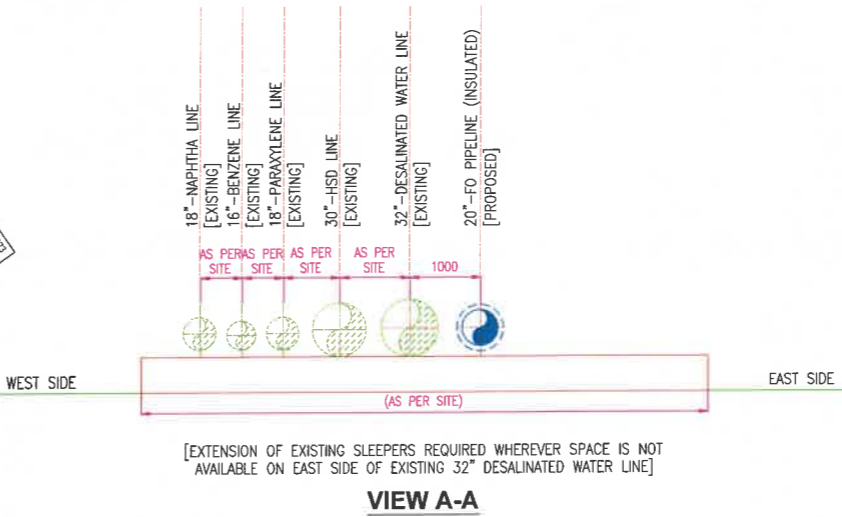 18"-NAPHTHA LINE
[EXISTING]
16"-BENZENE LINE
[EXISTING]
18"-PARAXYLENE LINE
[EXISTING]
30"-HSD LINE
[EXISTING]
32"-DESALINATED WATER LINE
[EXISTING]
20"-FO PIPELINE (INSULATED)
[PROPOSED]
AS PER
SITE
AS PER
SITE
AS PER
SITE
AS PER
SITE
1000
WEST SIDE
EAST SIDE
(AS PER SITE)
[EXTENSION OF EXISTING SLEEPERS REQUIRED WHEREVER SPACE IS NOT
AVAILABLE ON EAST SIDE OF EXISTING 32" DESALINATED WATER LINE]
VIEW A-A